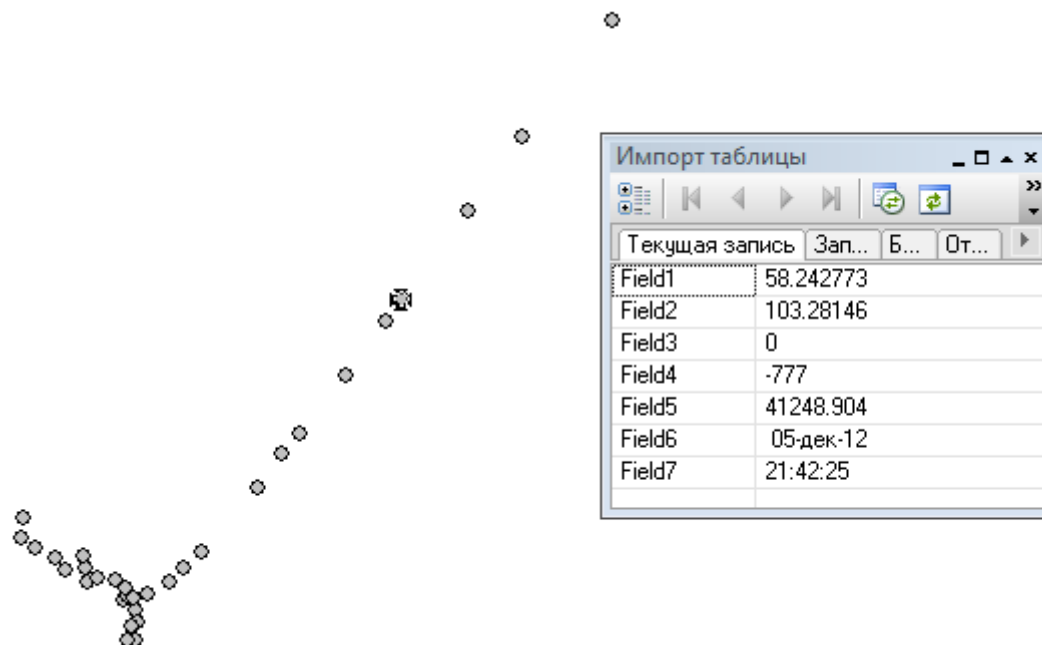 Импорт таблицы
Текущая запись Зап... Б... От...
Field1 58.242773
Field2 103.28146
Field3 0
Field4 -777
Field5 41248.904
Field6 05-дек-12
Field7 21:42:25